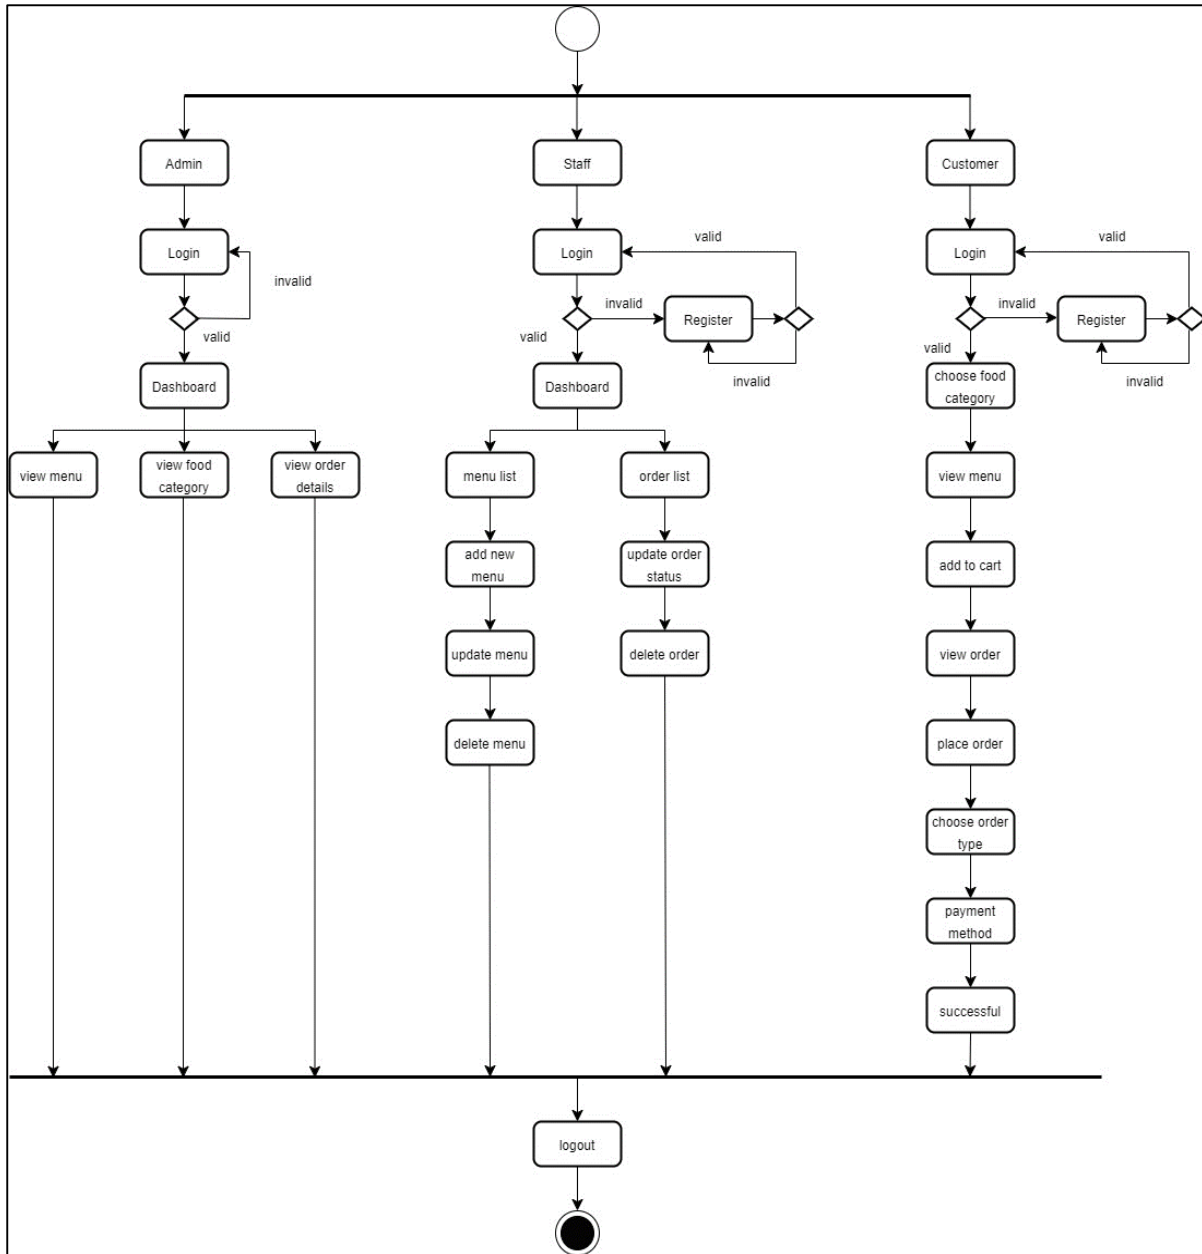 Admin
Staff
Customer
Login
Login
Login
valid
valid
invalid
invalid
invalid
Register
Register
valid
valid
valid
invalid
invalid
Dashboard
Dashboard
choose food
category
view menu
view food
category
view order
details
menu list
order list
view menu
add new
menu
update order
status
add to cart
update menu
delete order
view order
delete menu
place order
choose order
type
payment
method
successful
logout